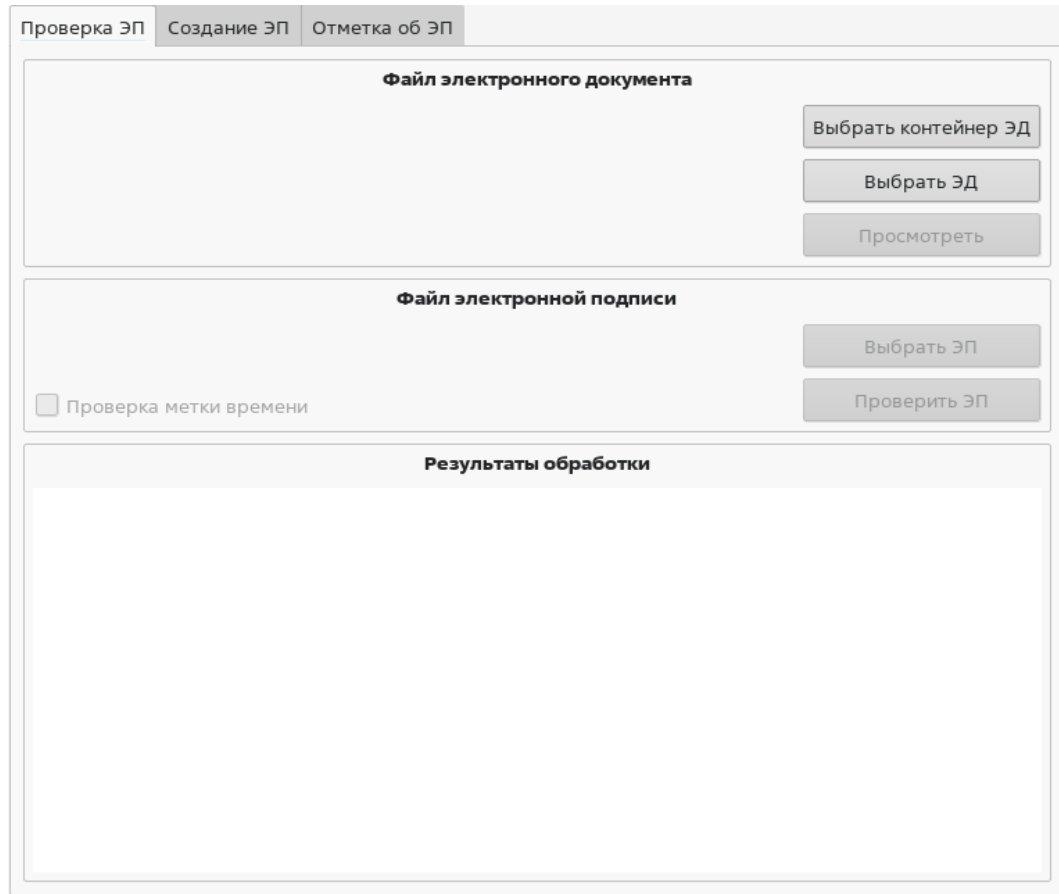 Проверка ЭП Создание ЭП Отметка об ЭП
Файл электронного документа
Выбрать контейнер ЭД
Выбрать ЭД
Просмотреть
Файл электронной подписи
Выбрать ЭП
Проверка метки времени
Проверить ЭП
Результаты обработки